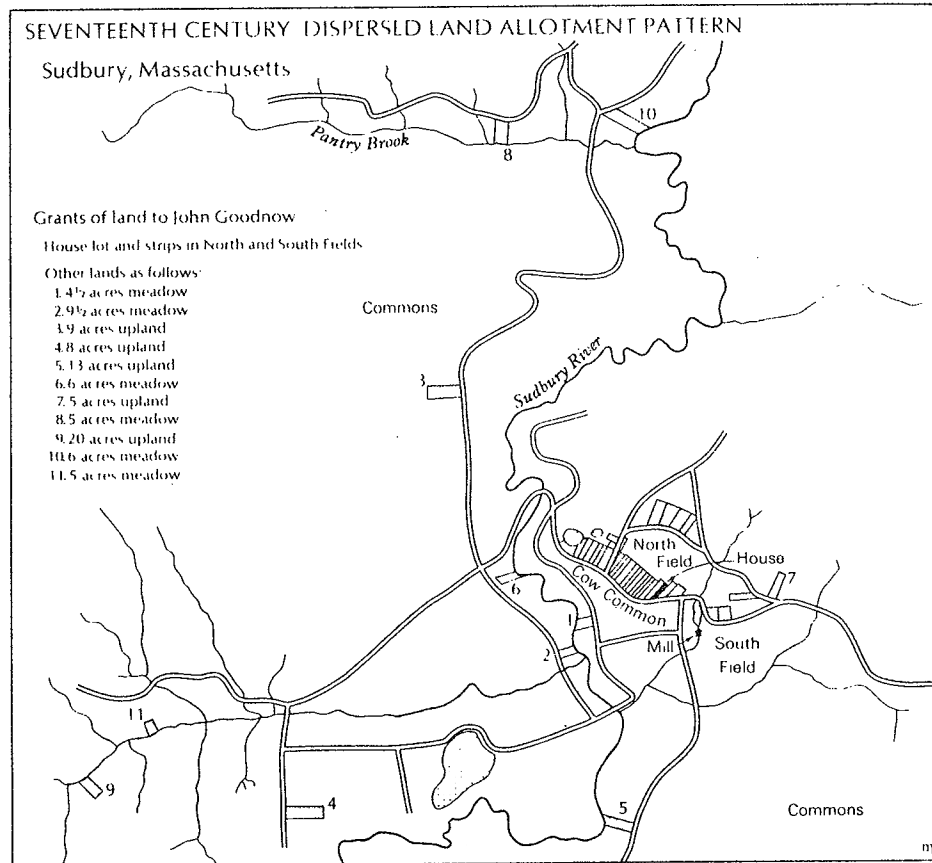 SEVENTEENTH CENTURY DISPERSED LAND ALLOTMENT PATTERN
Sudbury, Massachusetts
10
Pantry Brook
8
Grants of land to John Goodnow
House lot and strips in North and South Fields
Other lands as follows:
1. 4½ acres meadow
2. 9½ acres meadow
3. 9 acres upland
4. 8 acres upland
5. 13 acres upland
6. 6 acres meadow
7. 5 acres upland
8. 5 acres meadow
9. 20 acres upland
10. 6 acres meadow
11. 5 acres meadow
Commons
Sudbury River
3
North
Field
House
7
6
Cow Common
1
2
Mill
South
Field
11
9
4
5
Commons